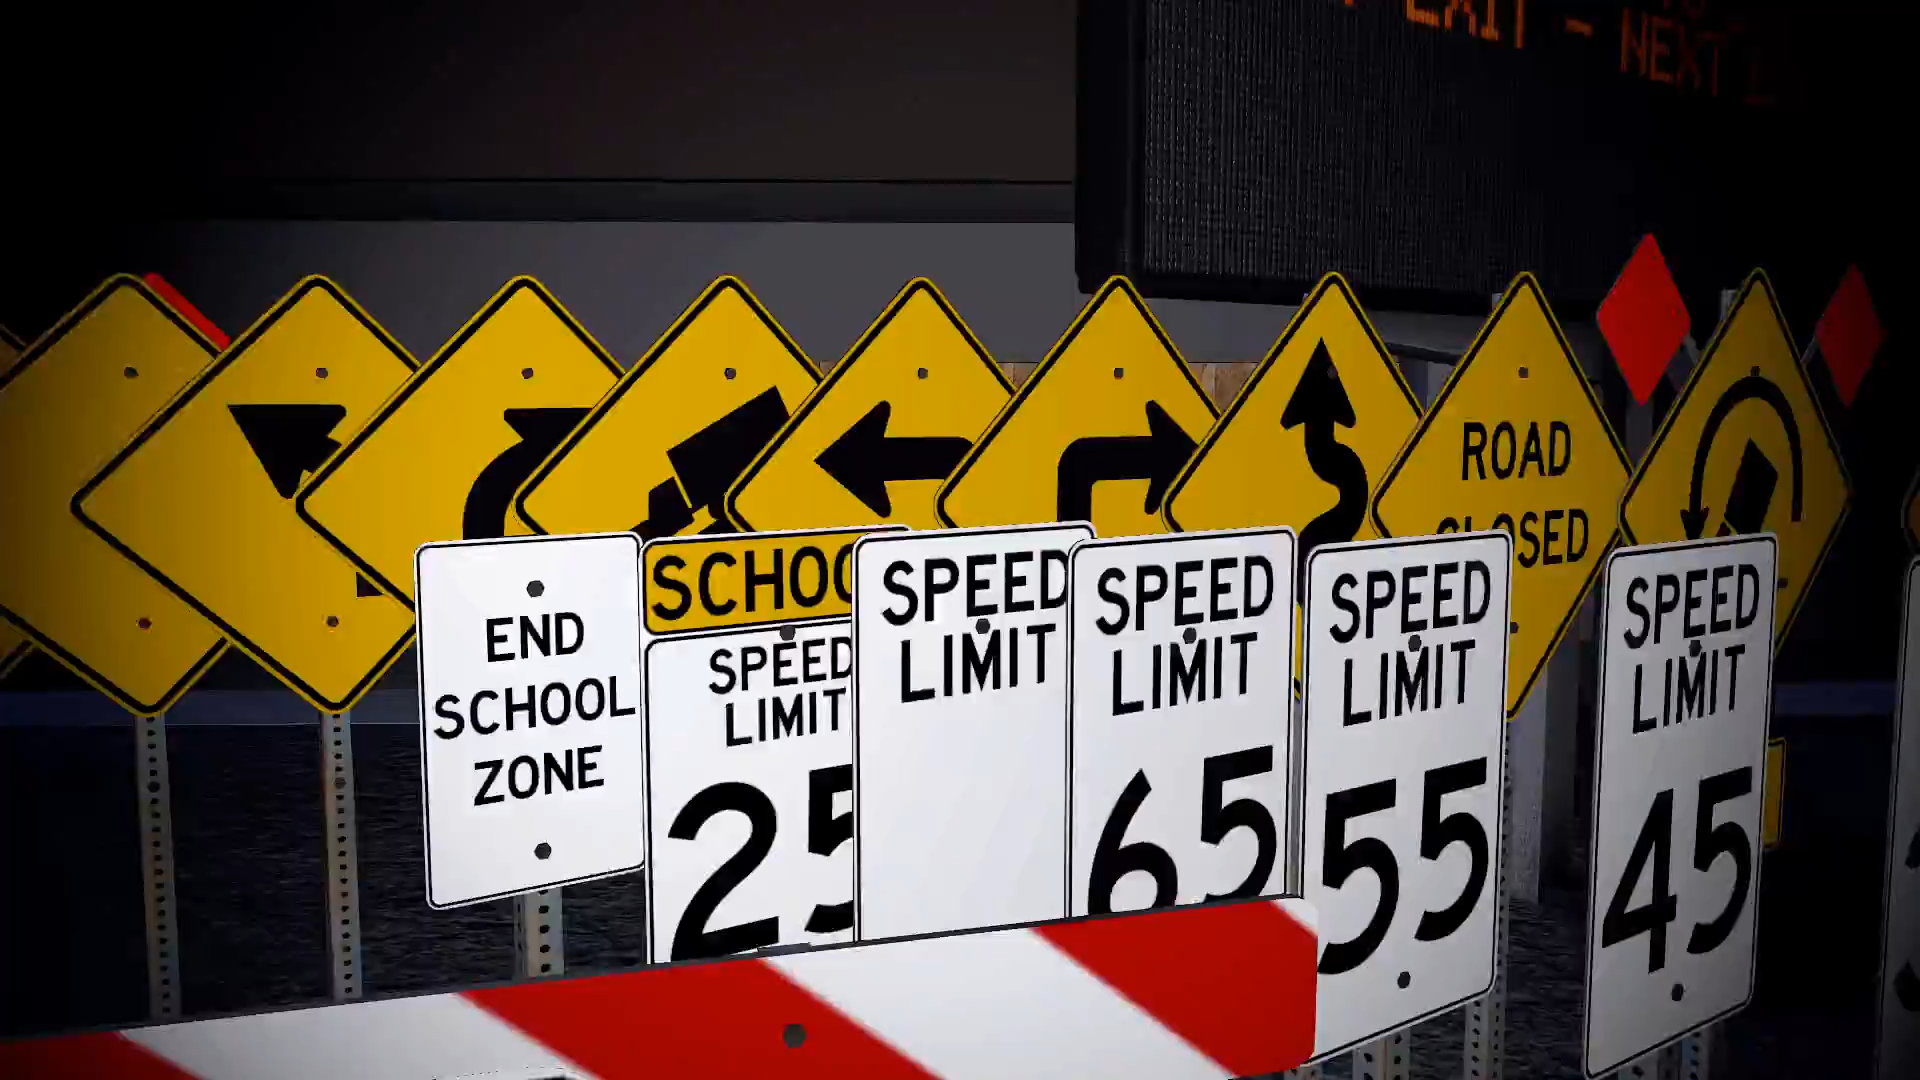 EXIT - NEXT
ROAD
CLOSED
END
SCHOOL
ZONE
SCHOO
SPEED
LIMIT
25
SPEED
LIMIT
SPEED
LIMIT
65
SPEED
LIMIT
55
SPEED
LIMIT
45